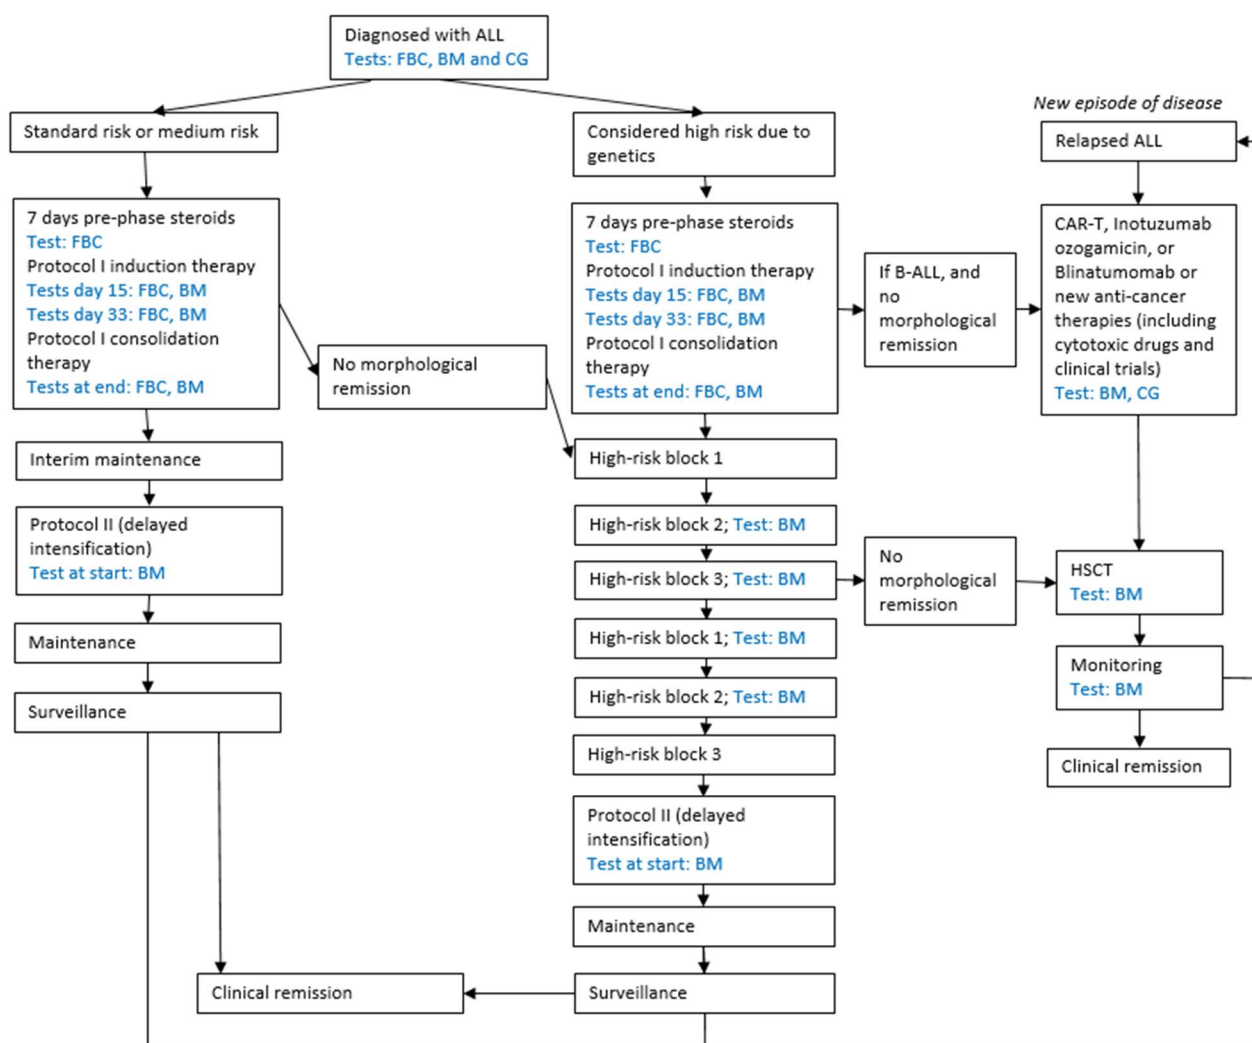 Diagnosed with ALL
Tests: FBC, BM and CG
Standard risk or medium risk
7 days pre-phase steroids
Test: FBC
Protocol I induction therapy
Tests day 15: FBC, BM
Tests day 33: FBC, BM
Protocol I consolidation
therapy
Tests at end: FBC, BM
Interim maintenance
Protocol II (delayed
intensification)
Test at start: BM
Maintenance
Surveillance
No morphological
remission
Considered high risk due to
genetics
7 days pre-phase steroids
Test: FBC
Protocol I induction therapy
Tests day 15: FBC, BM
Tests day 33: FBC, BM
Protocol I consolidation
therapy
Tests at end: FBC, BM
High-risk block 1
High-risk block 2; Test: BM
High-risk block 3; Test: BM
High-risk block 1; Test: BM
High-risk block 2; Test: BM
High-risk block 3
Protocol II (delayed
intensification)
Test at start: BM
Maintenance
Surveillance
Clinical remission
If B-ALL, and
no
morphological
remission
No
morphological
remission
New episode of disease
Relapsed ALL
CAR-T, Inotuzumab
ozogamicin, or
Blinatumomab or
new anti-cancer
therapies (including
cytotoxic drugs and
clinical trials)
Test: BM, CG
HSCT
Test: BM
Monitoring
Test: BM
Clinical remission